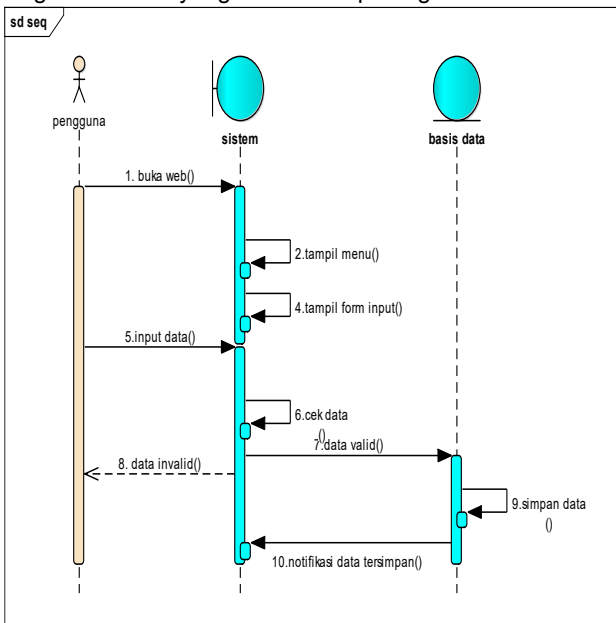 sd seq
pengguna
sistem
basis data
1. buka web()
2.tampil menu()
4.tampil form input()
5.input data()
6.cek data
()
7.data valid()
8. data invalid()
9.simpan data
()
10.notifikasi data tersimpan()